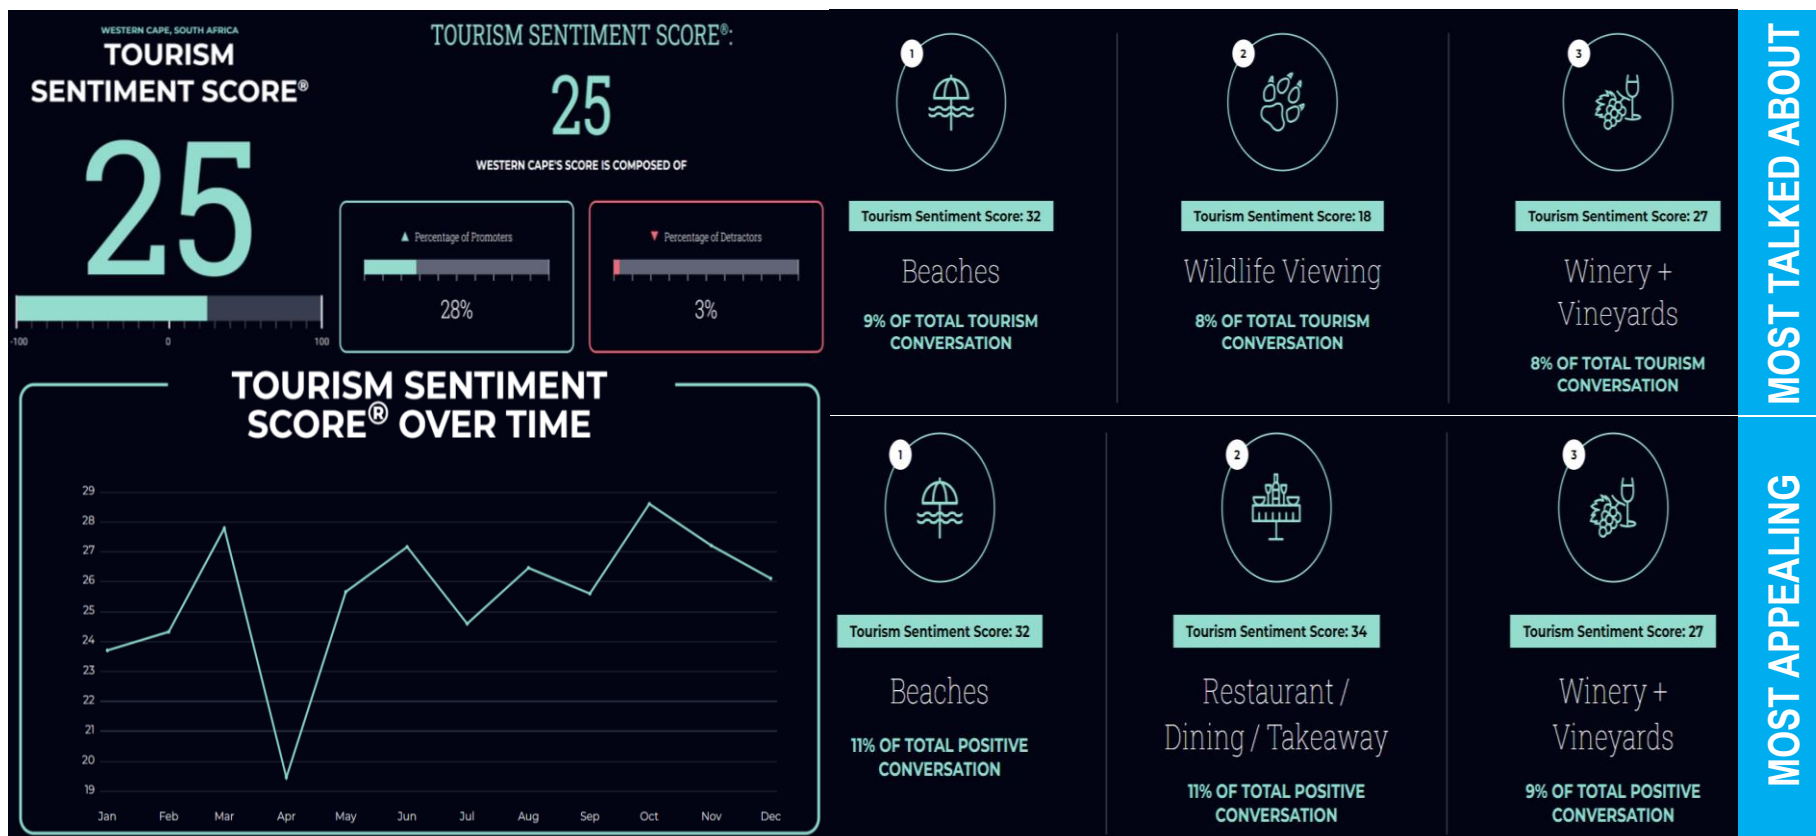 WESTERN CAPE, SOUTH AFRICA
TOURISM
SENTIMENT SCORE®
25
-100
0
100
TOURISM SENTIMENT SCORE®:
25
WESTERN CAPE'S SCORE IS COMPOSED OF
▲ Percentage of Promoters
28%
▼ Percentage of Detractors
3%
TOURISM SENTIMENT
SCORE® OVER TIME
29
28
27
26
25
24
23
22
21
20
19
Jan Feb Mar Apr May Jun Jul Aug Sep Oct Nov Dec
1
Tourism Sentiment Score: 32
Beaches
9% OF TOTAL TOURISM
CONVERSATION
2
Tourism Sentiment Score: 18
Wildlife Viewing
8% OF TOTAL TOURISM
CONVERSATION
3
Tourism Sentiment Score: 27
Winery +
Vineyards
8% OF TOTAL TOURISM
CONVERSATION
MOST TALKED ABOUT
1
Tourism Sentiment Score: 32
Beaches
11% OF TOTAL POSITIVE
CONVERSATION
2
Tourism Sentiment Score: 34
Restaurant /
Dining / Takeaway
11% OF TOTAL POSITIVE
CONVERSATION
3
Tourism Sentiment Score: 27
Winery +
Vineyards
9% OF TOTAL POSITIVE
CONVERSATION
MOST APPEALING